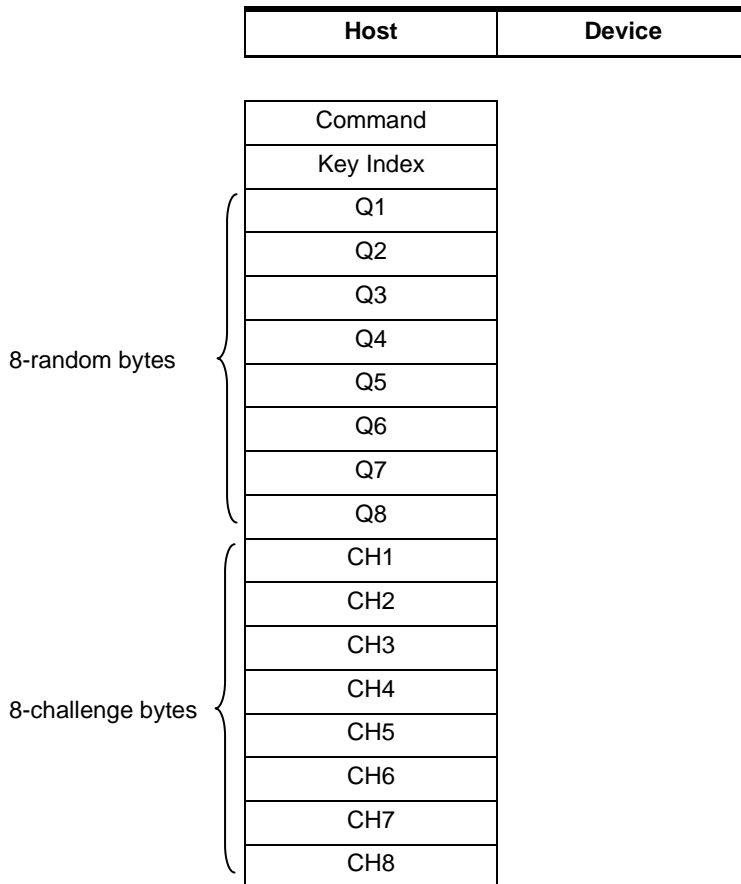 Host Device
Command
Key Index
Q1
Q2
Q3
Q4
8-random bytes
Q5
Q6
Q7
Q8
CH1
CH2
CH3
CH4
8-challenge bytes
CH5
CH6
CH7
CH8